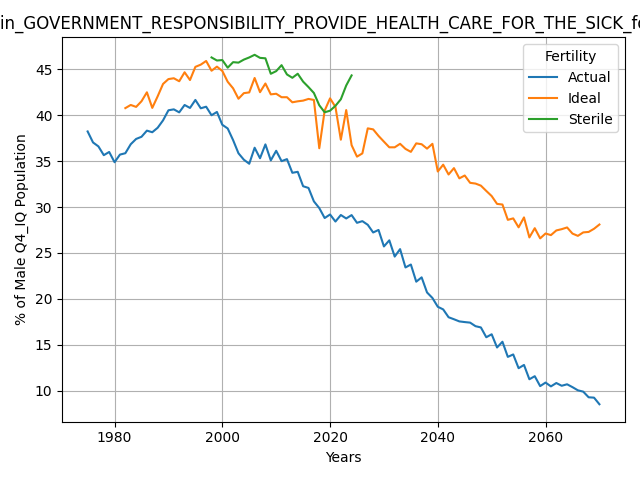 in_GOVERNMENT_RESPONSIBILITY_PROVIDE_HEALTH_CARE_FOR_THE_SICK_fe
Fertility
Actual
Ideal
Sterile
% of Male Q4_IQ Population
45
40
35
30
25
20
15
10
1980 2000 2020 2040 2060
Years